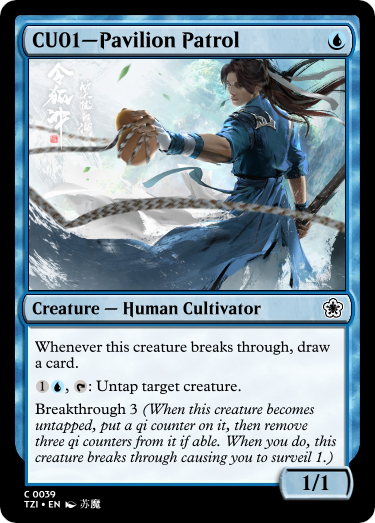 CU01—Pavilion Patrol
令狐冲
Creature — Human Cultivator
Whenever this creature breaks through, draw
a card.
1, : Untap target creature.
Breakthrough 3 (When this creature becomes
untapped, put a qi counter on it, then remove
three qi counters from it if able. When you do, this
creature breaks through causing you to surveil 1.)
1/1
C 0039
TZI • EN 苏魔